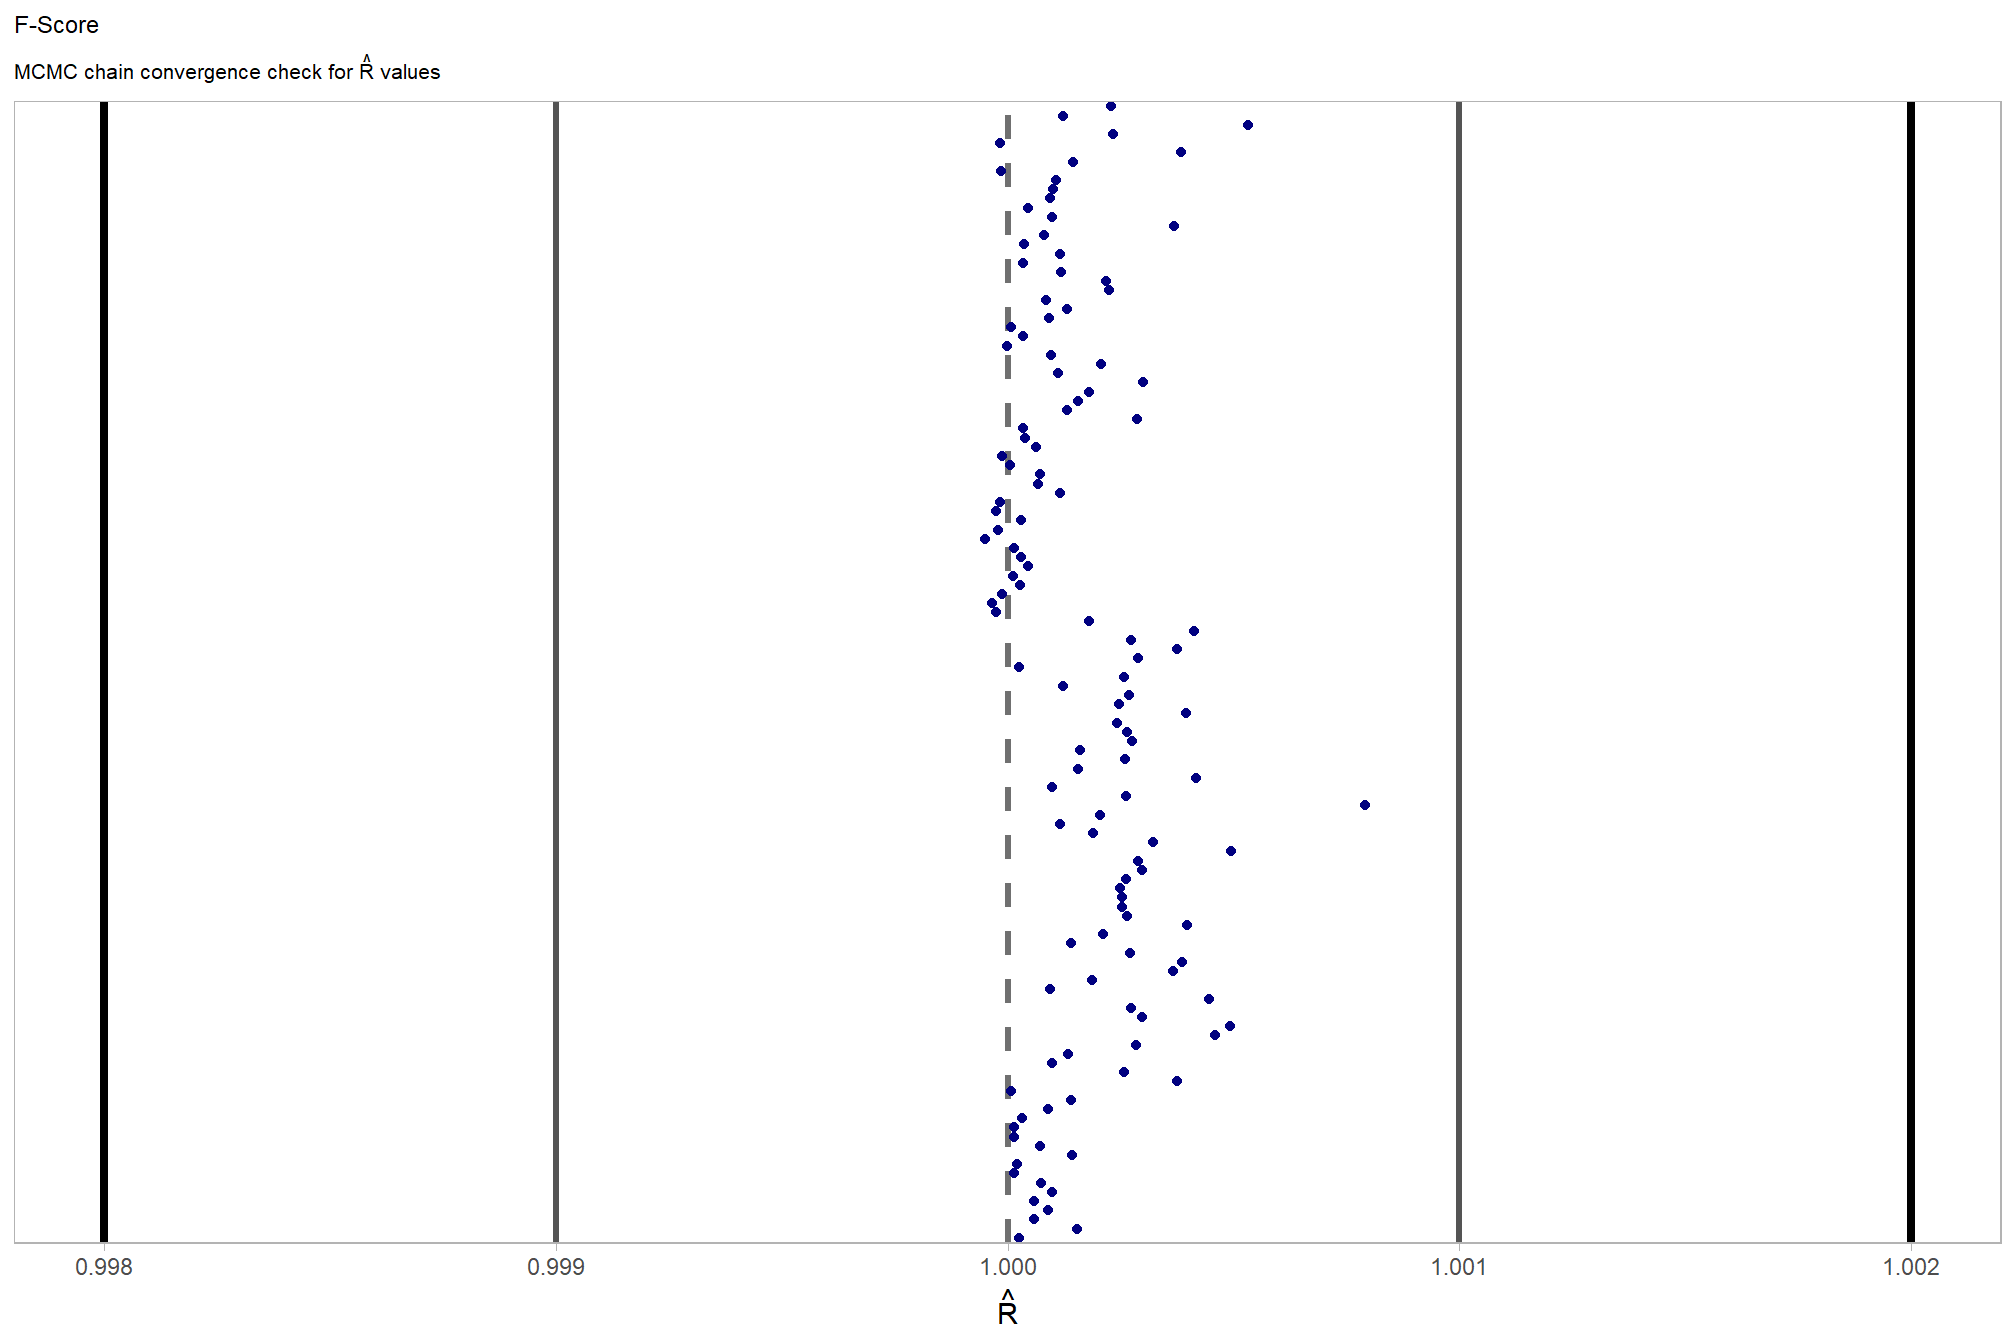 F-Score
MCMC chain convergence check for R̂ values
0.998 0.999 1.000 1.001 1.002
R̂